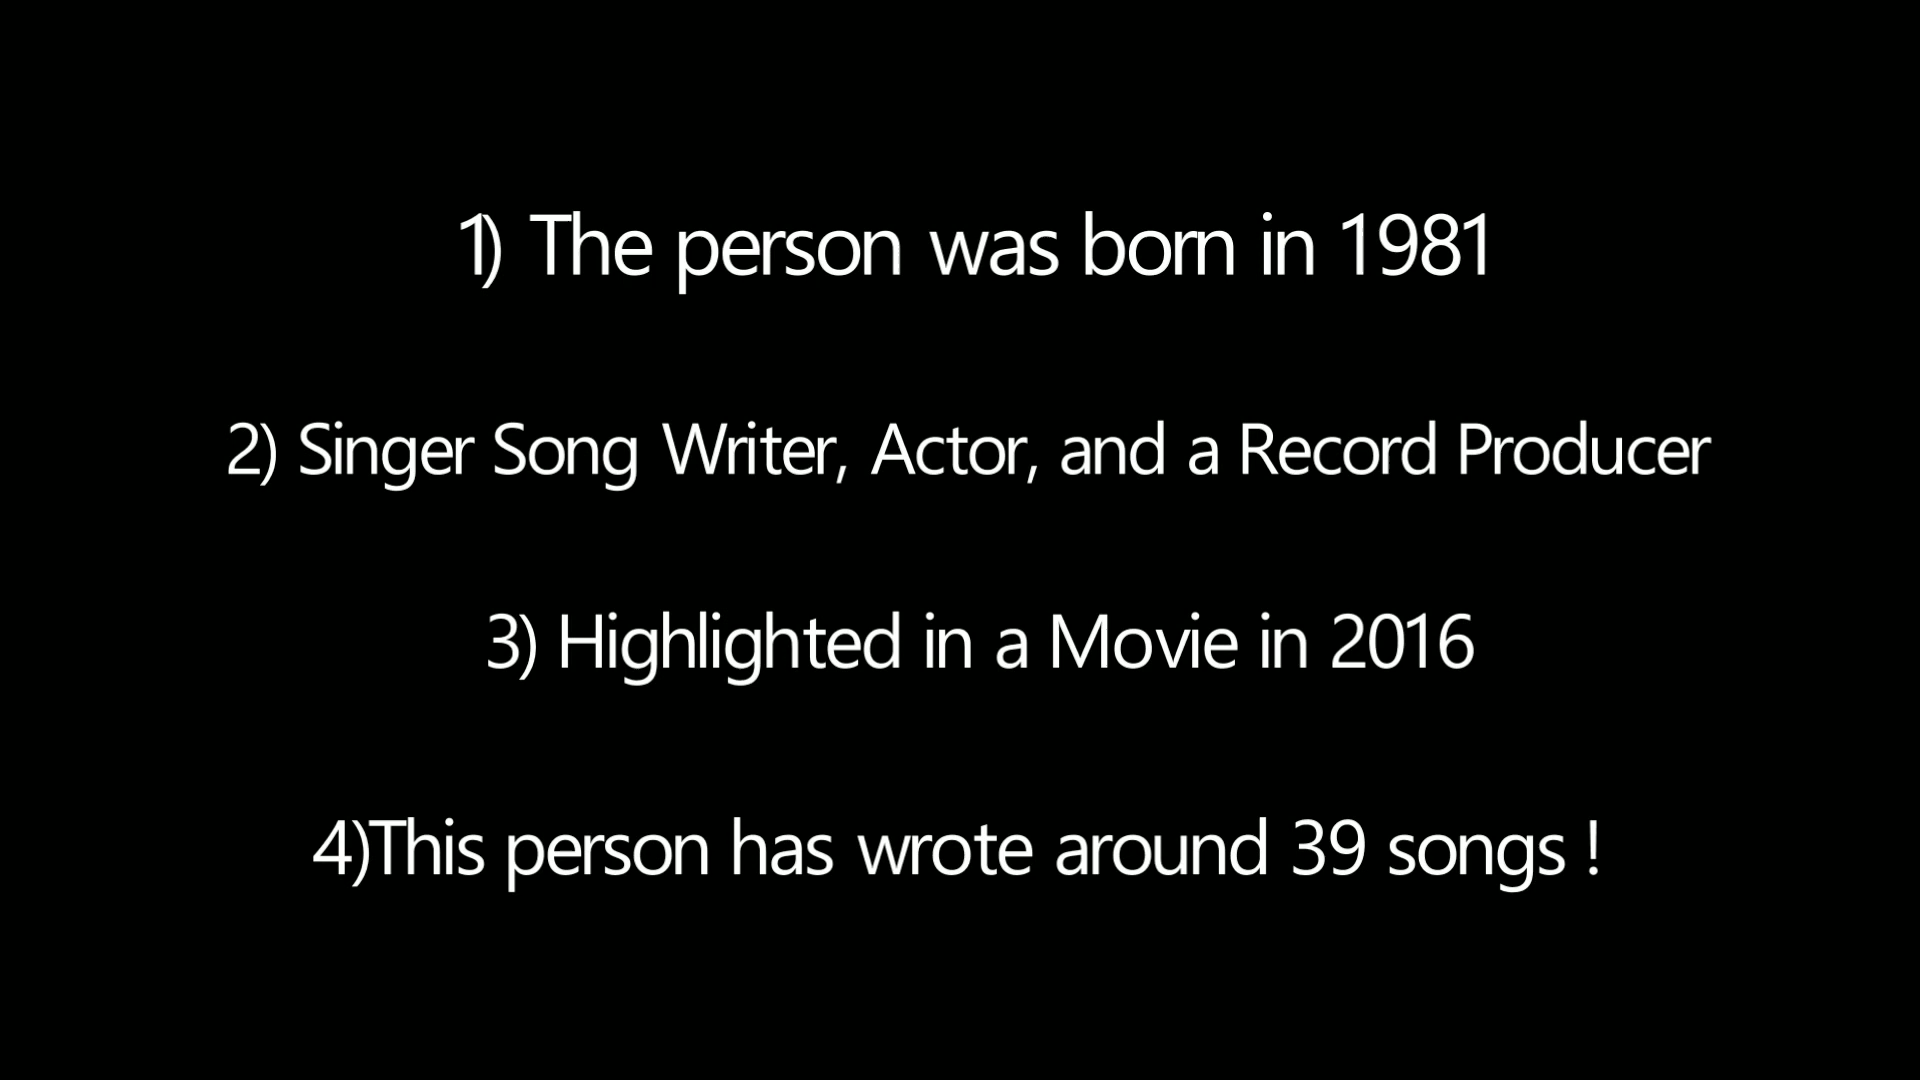 1) The person was born in 1981
2) Singer Song Writer, Actor, and a Record Producer
3) Highlighted in a Movie in 2016
4)This person has wrote around 39 songs !